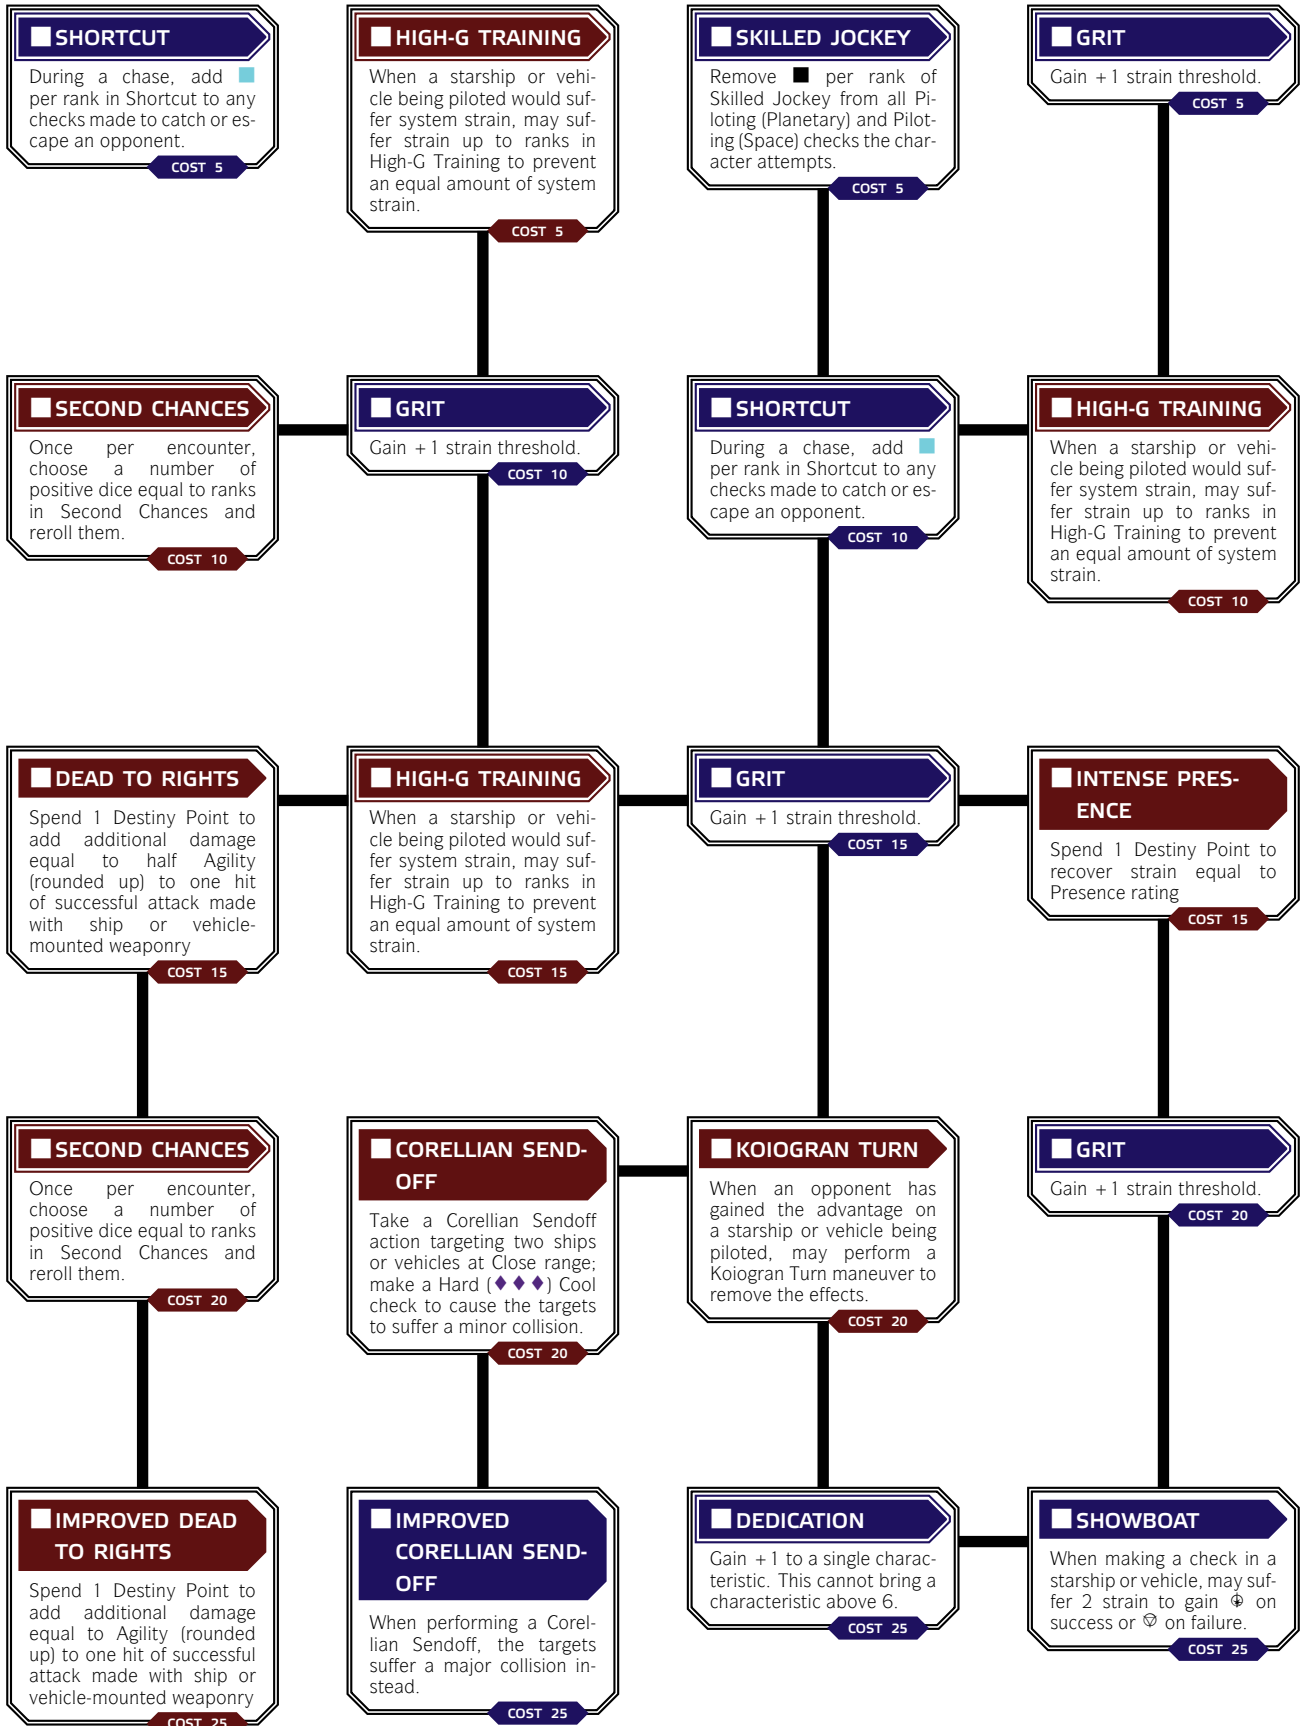 SHORTCUT
During a chase, add
per rank in Shortcut to any
checks made to catch or es-
cape an opponent.
COST 5
HIGH-G TRAINING
When a starship or vehi-
cle being piloted would suf-
fer system strain, may suf-
fer strain up to ranks in
High-G Training to prevent
an equal amount of system
strain.
COST 5
SKILLED JOCKEY
Remove ■ per rank of
Skilled Jockey from all Pi-
loting (Planetary) and Pilot-
ing (Space) checks the char-
acter attempts.
COST 5
GRIT
Gain +1 strain threshold.
COST 5
SECOND CHANCES
Once per encounter,
choose a number of
positive dice equal to ranks
in Second Chances and
reroll them.
COST 10
GRIT
Gain +1 strain threshold.
COST 10
SHORTCUT
During a chase, add
per rank in Shortcut to any
checks made to catch or es-
cape an opponent.
COST 10
HIGH-G TRAINING
When a starship or vehi-
cle being piloted would suf-
fer system strain, may suf-
fer strain up to ranks in
High-G Training to prevent
an equal amount of system
strain.
COST 10
DEAD TO RIGHTS
Spend 1 Destiny Point to
add additional damage
equal to half Agility
(rounded up) to one hit
of successful attack made
with ship or vehicle-
mounted weaponry
COST 15
HIGH-G TRAINING
When a starship or vehi-
cle being piloted would suf-
fer system strain, may suf-
fer strain up to ranks in
High-G Training to prevent
an equal amount of system
strain.
COST 15
GRIT
Gain +1 strain threshold.
COST 15
INTENSE PRES-
ENCE
Spend 1 Destiny Point to
recover strain equal to
Presence rating
COST 15
SECOND CHANCES
Once per encounter,
choose a number of
positive dice equal to ranks
in Second Chances and
reroll them.
COST 20
CORELLIAN SEND-
OFF
Take a Corellian Sendoff
action targeting two ships
or vehicles at Close range;
make a Hard (♦♦♦) Cool
check to cause the targets
to suffer a minor collision.
COST 20
KOIOGRAN TURN
When an opponent has
gained the advantage on
a starship or vehicle being
piloted, may perform a
Koiogran Turn maneuver to
remove the effects.
COST 20
GRIT
Gain +1 strain threshold.
COST 20
IMPROVED DEAD
TO RIGHTS
Spend 1 Destiny Point to
add additional damage
equal to Agility (rounded
up) to one hit of successful
attack made with ship or
vehicle-mounted weaponry
COST 25
IMPROVED
CORELLIAN SEND-
OFF
When performing a Corel-
lian Sendoff, the targets
suffer a major collision in-
stead.
COST 25
DEDICATION
Gain +1 to a single charac-
teristic. This cannot bring a
characteristic above 6.
COST 25
SHOWBOAT
When making a check in a
starship or vehicle, may suf-
fer 2 strain to gain on
success or on failure.
COST 25